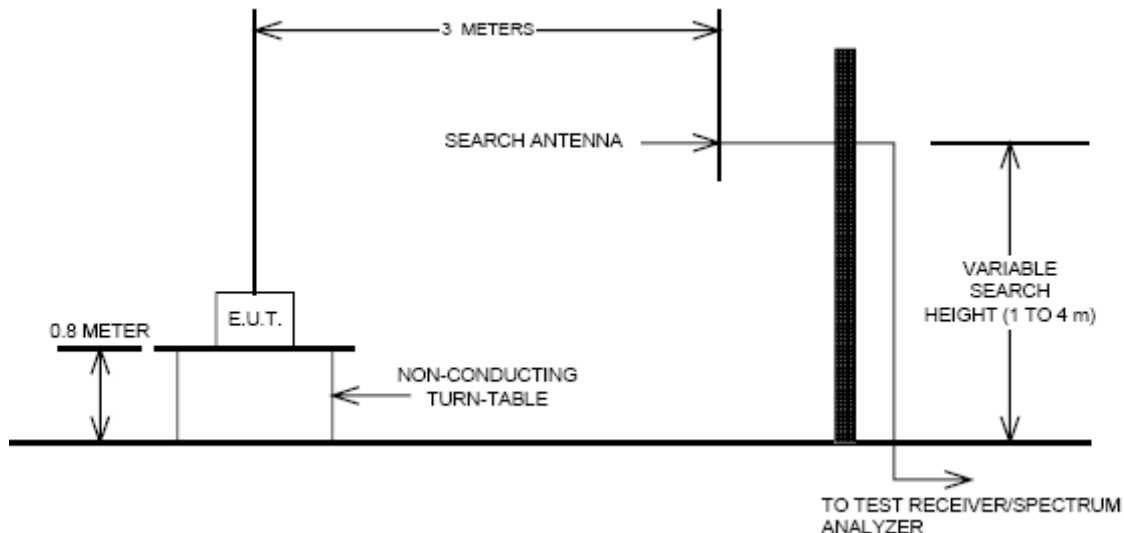 3 METERS
SEARCH ANTENNA
VARIABLE
SEARCH
HEIGHT (1 TO 4 m)
E.U.T.
0.8 METER
NON-CONDUCTING
TURN-TABLE
TO TEST RECEIVER/SPECTRUM
ANALYZER